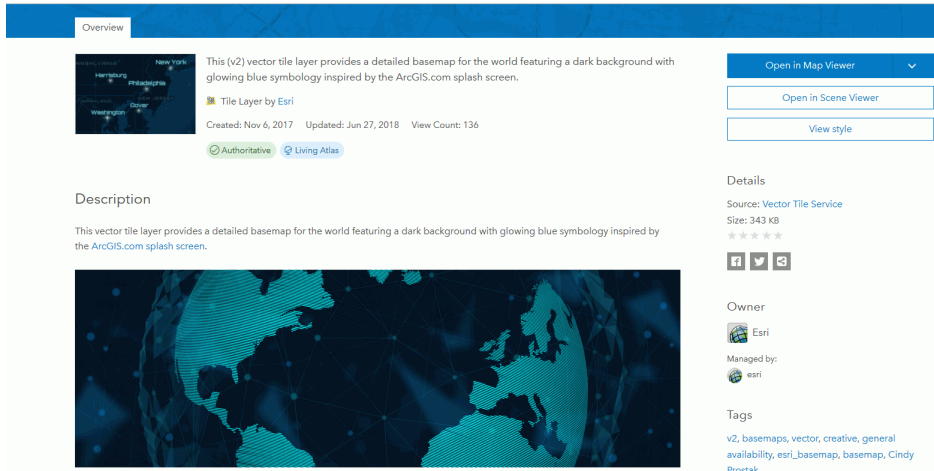 Overview
New York
Harrisburg
Philadelphia
Dover
Washington
This (v2) vector tile layer provides a detailed basemap for the world featuring a dark background with
glowing blue symbology inspired by the ArcGIS.com splash screen.
Tile Layer by Esri
Created: Nov 6, 2017 Updated: Jun 27, 2018 View Count: 136
Authoritative Living Atlas
Description
This vector tile layer provides a detailed basemap for the world featuring a dark background with glowing blue symbology inspired by
the ArcGIS.com splash screen.
Open in Map Viewer
Open in Scene Viewer
View style
Details
Source: Vector Tile Service
Size: 343 KB
Owner
Esri
Managed by:
esri
Tags
v2, basemaps, vector, creative, general
availability, esri_basemap, basemap, Cindy
Prostak